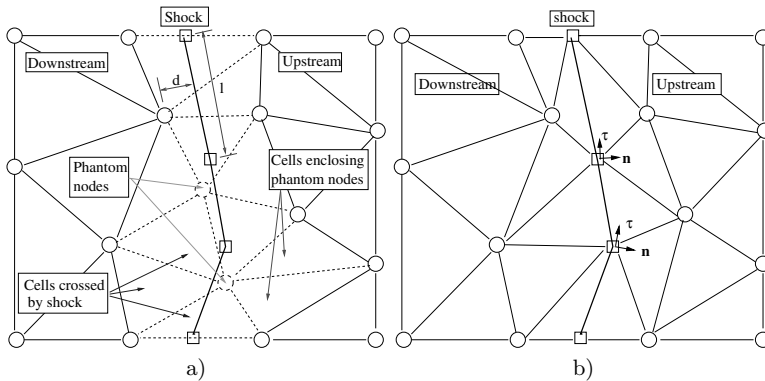 Shock
Downstream
d
l
Upstream
Phantom
nodes
Cells enclosing
phantom nodes
Cells crossed
by shock
a)
shock
Downstream
Upstream
τ
n
τ
n
b)